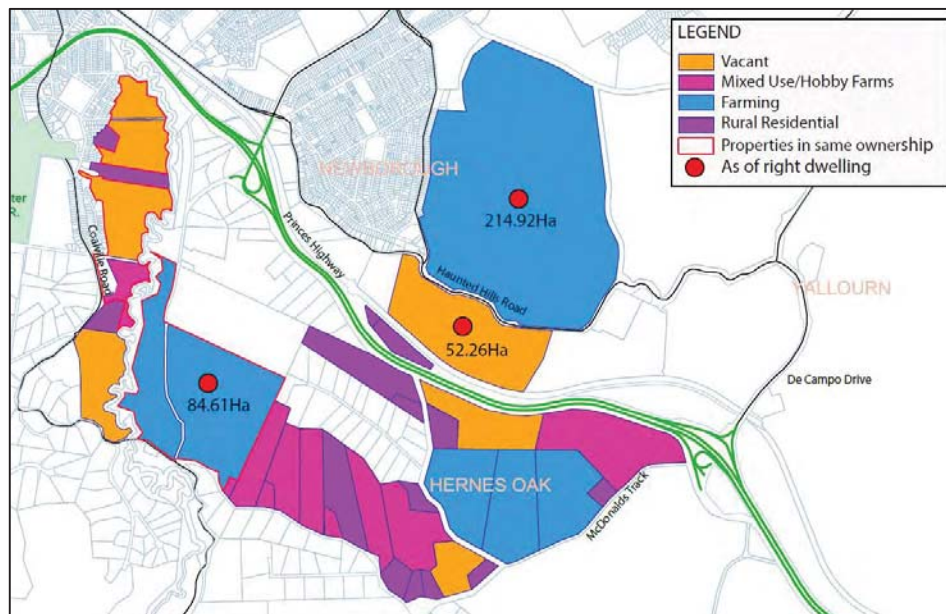 LEGEND
Vacant
Mixed Use/Hobby Farms
Farming
Rural Residential
Properties in same ownership
As of right dwelling
NEWBOROUGH
214.92Ha
Princes Highway
Haunted Hills Road
YALLOURN
Coalville Road
52.26Ha
De Campo Drive
84.61Ha
HERNES OAK
McDonalds Track
R.